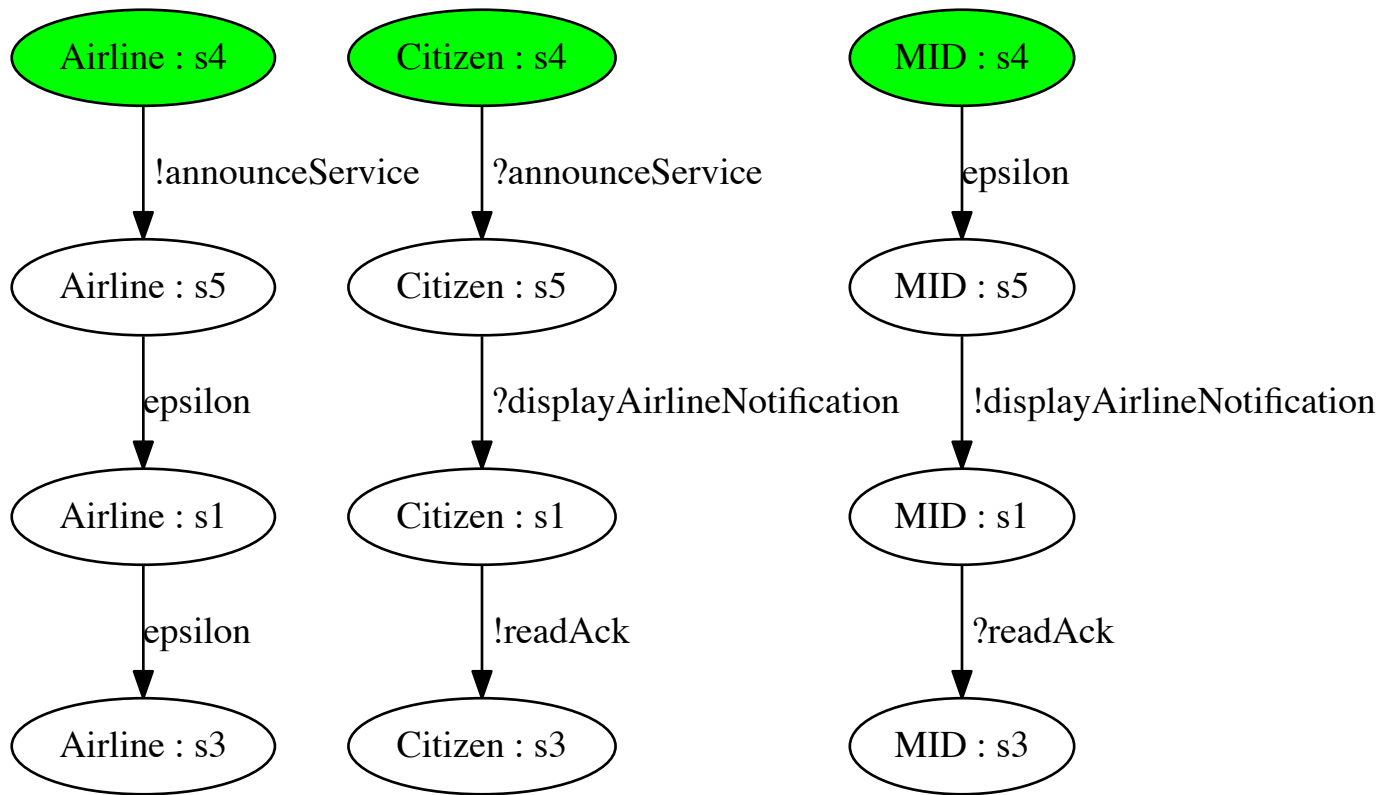 Airline : s4
Citizen : s4
MID : s4
!announceService
?announceService
epsilon
Airline : s5
Citizen : s5
MID : s5
epsilon
?displayAirlineNotification
!displayAirlineNotification
Airline : s1
Citizen : s1
MID : s1
epsilon
!readAck
?readAck
Airline : s3
Citizen : s3
MID : s3